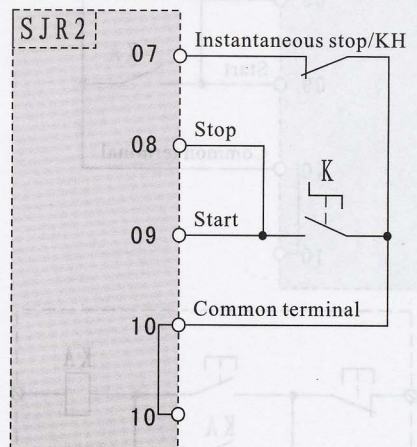 SJR2
07 Instantaneous stop/KH
08 Stop
K
09 Start
Common terminal
10
10